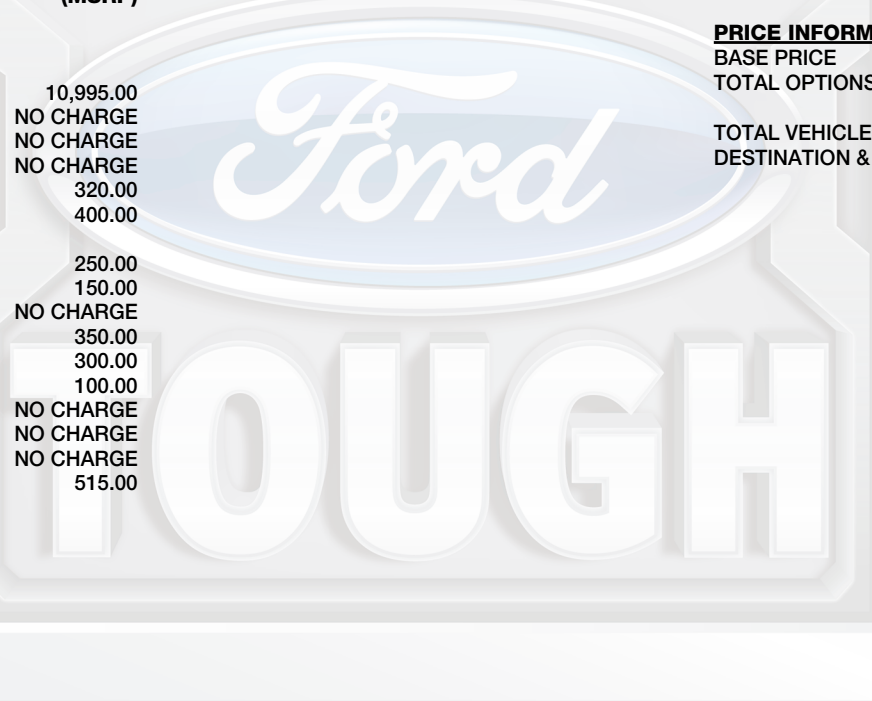 (MSRP)
10,995.00
NO CHARGE
NO CHARGE
NO CHARGE
320.00
400.00
250.00
150.00
NO CHARGE
350.00
300.00
100.00
NO CHARGE
NO CHARGE
NO CHARGE
515.00
PRICE INFORM
BASE PRICE
TOTAL OPTIONS
TOTAL VEHICLE
DESTINATION &
Ford
TOUGH